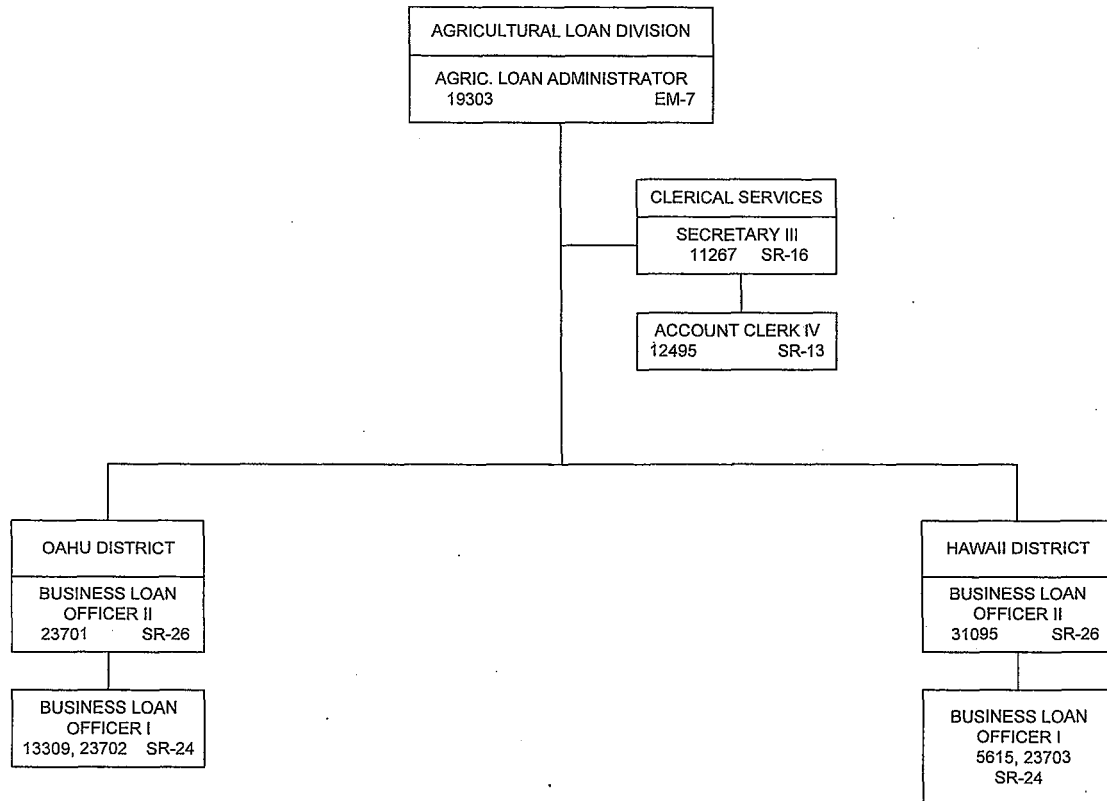 AGRICULTURAL LOAN DIVISION
AGRIC. LOAN ADMINISTRATOR
19303 EM-7
CLERICAL SERVICES
SECRETARY III
11267 SR-16
ACCOUNT CLERK IV
12495 SR-13
OAHU DISTRICT
BUSINESS LOAN
OFFICER II
23701 SR-26
BUSINESS LOAN
OFFICER I
13309, 23702 SR-24
HAWAII DISTRICT
BUSINESS LOAN
OFFICER II
31095 SR-26
BUSINESS LOAN
OFFICER I
5615, 23703
SR-24